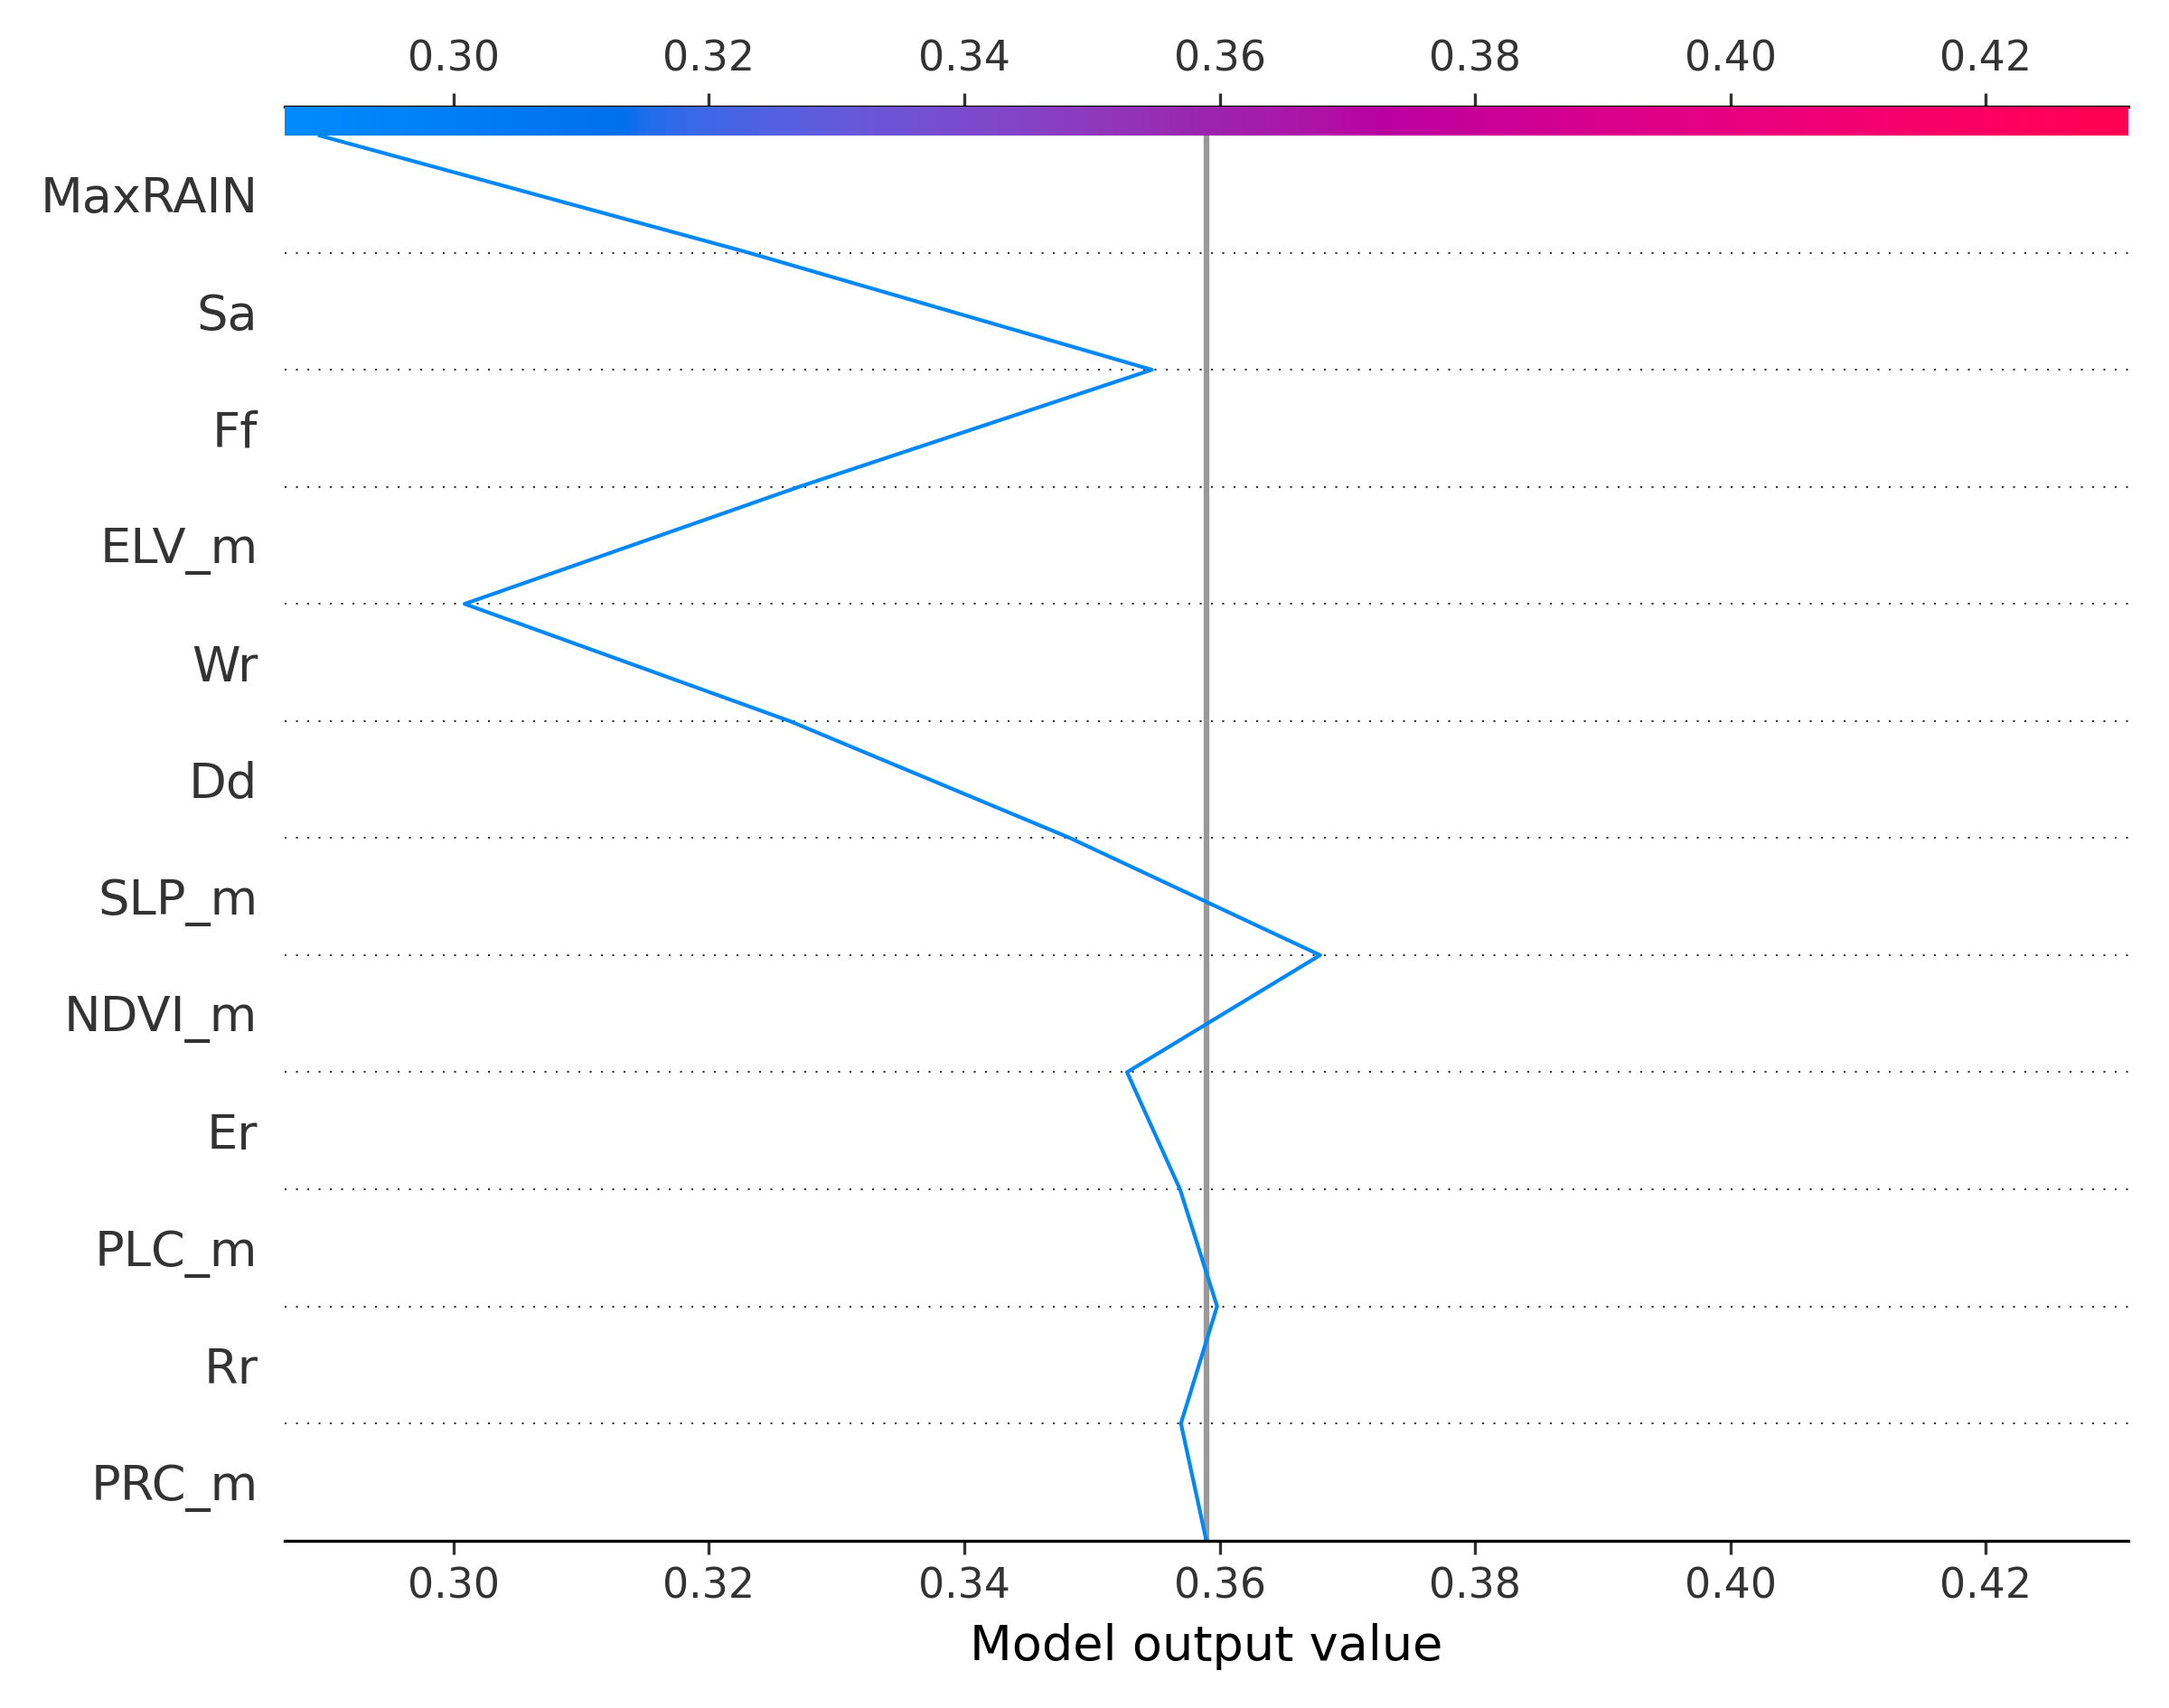 0.30 0.32 0.34 0.36 0.38 0.40 0.42
MaxRAIN
Sa
Ff
ELV_m
Wr
Dd
SLP_m
NDVI_m
Er
PLC_m
Rr
PRC_m
0.30 0.32 0.34 0.36 0.38 0.40 0.42
Model output value